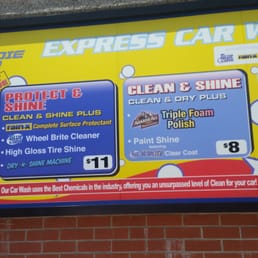 EXPRESS CAR W
PROTECT &
SHINE
CLEAN & SHINE PLUS
RAIN-X Complete Surface Protectant
Wheel Brite Cleaner
• High Gloss Tire Shine
• DRY-N-SHINE MACHINE
$11
CLEAN & SHINE
CLEAN & DRY PLUS
• Triple Foam
Polish
• Paint Shine
Clear Coat
$8
Our Car Wash uses the Best Chemicals in the industry, offering you an unsurpassed level of Clean for your car!